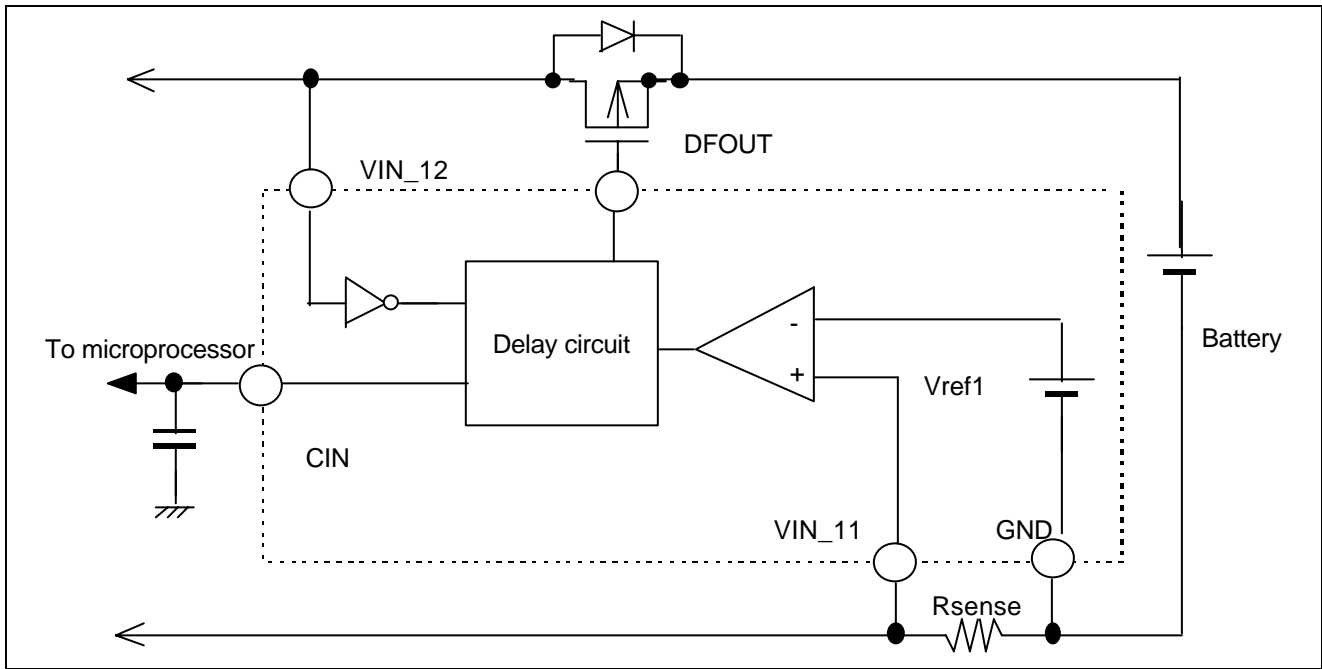 DFOUT
VIN_12
Delay circuit
-
+
To microprocessor
Battery
Vref1
CIN
VIN_11
GND
Rsense